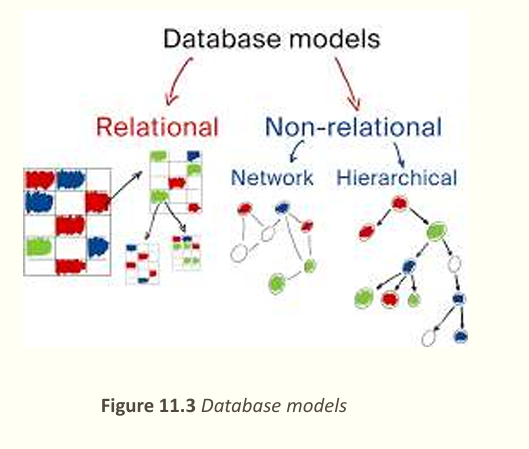 Database models
Relational
Non-relational
Network
Hierarchical
Figure 11.3 Database models